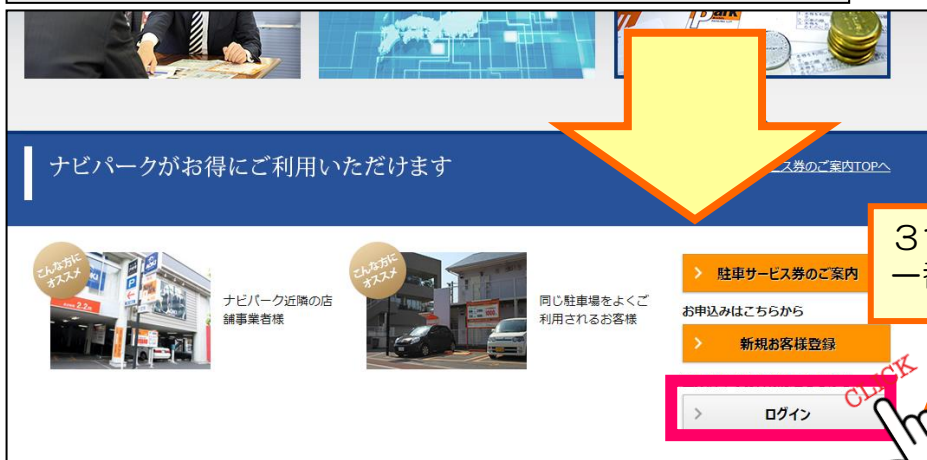 Park
ナビパークがお得にご利用いただけます
ス券のご案内TOPへ
こんな方に
オススメ
ナビパーク近隣の店
舗事業者様
こんな方に
オススメ
同じ駐車場をよくご
利用されるお客様
駐車サービス券のご案内
お申込みはこちらから
新規お客様登録
ログイン
CLICK
３
一番